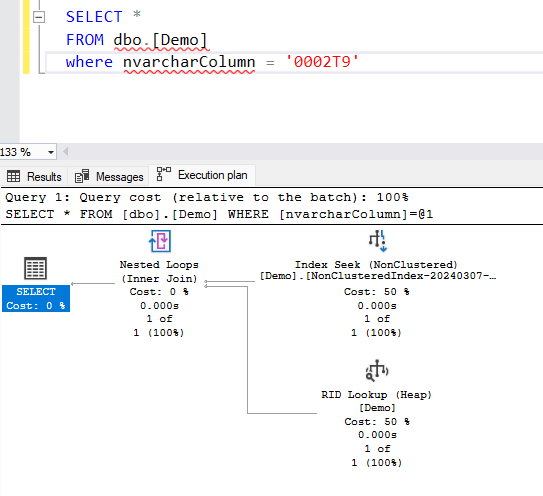 SELECT *
FROM dbo.[Demo]
where nvarcharColumn = '0002T9'
133 %
Results Messages Execution plan
Query 1: Query cost (relative to the batch): 100%
SELECT * FROM [dbo].[Demo] WHERE [nvarcharColumn]=@1
SELECT
Cost: 0 %
Nested Loops
(Inner Join)
Cost: 0 %
0.000s
1 of
1 (100%)
Index Seek (NonClustered)
[Demo].[NonClusteredIndex-20240307-…
Cost: 50 %
0.000s
1 of
1 (100%)
RID Lookup (Heap)
[Demo]
Cost: 50 %
0.000s
1 of
1 (100%)